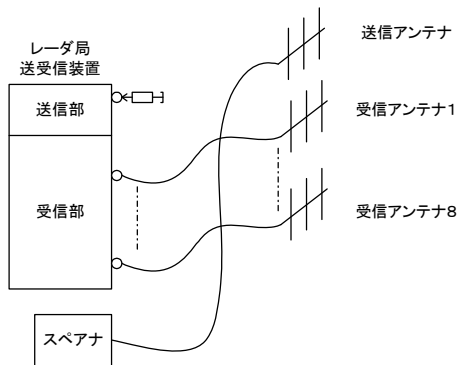 レーダ局
送受信装置
送信部
受信部
スペアナ
送信アンテナ
受信アンテナ1
受信アンテナ8